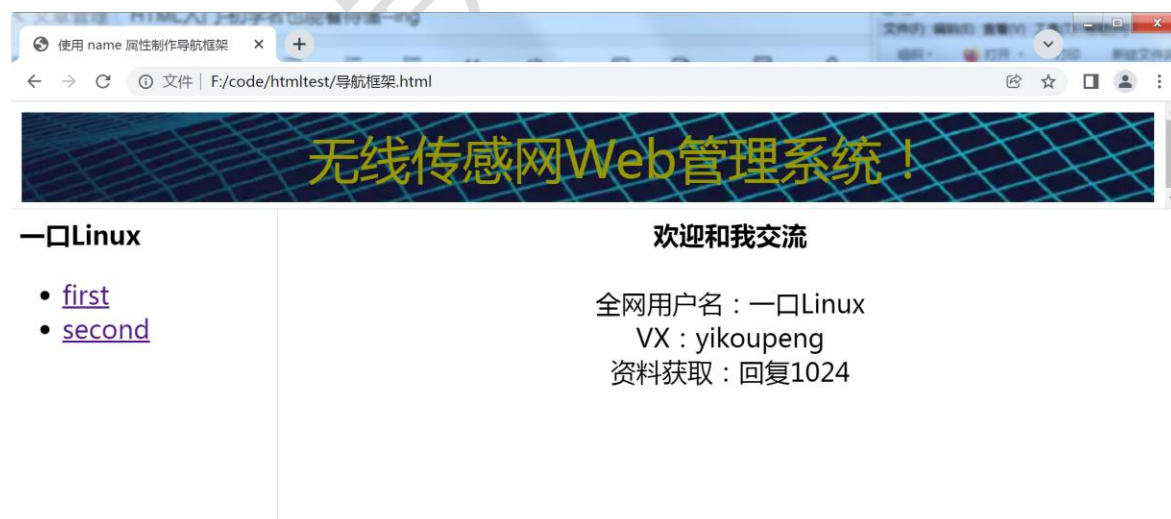 使用 name 属性制作导航框架
文件 | F:/code/htmltest/导航框架.html
无线传感网Web管理系统！
一口Linux
first
second
欢迎和我交流
全网用户名：一口Linux
VX：yikoupeng
资料获取：回复1024